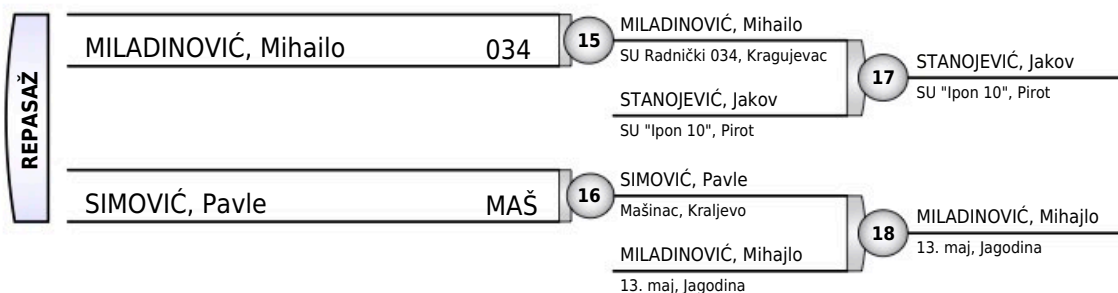 REPASAŽ
MILADINOVIĆ, Mihailo 034
15
MILADINOVIĆ, Mihailo
SU Radnički 034, Kragujevac
STANOJEVIĆ, Jakov
SU "Ipon 10", Pirot
17
STANOJEVIĆ, Jakov
SU "Ipon 10", Pirot
SIMOVIĆ, Pavle MAŠ
16
SIMOVIĆ, Pavle
Mašinac, Kraljevo
MILADINOVIĆ, Mihajlo
13. maj, Jagodina
18
MILADINOVIĆ, Mihajlo
13. maj, Jagodina